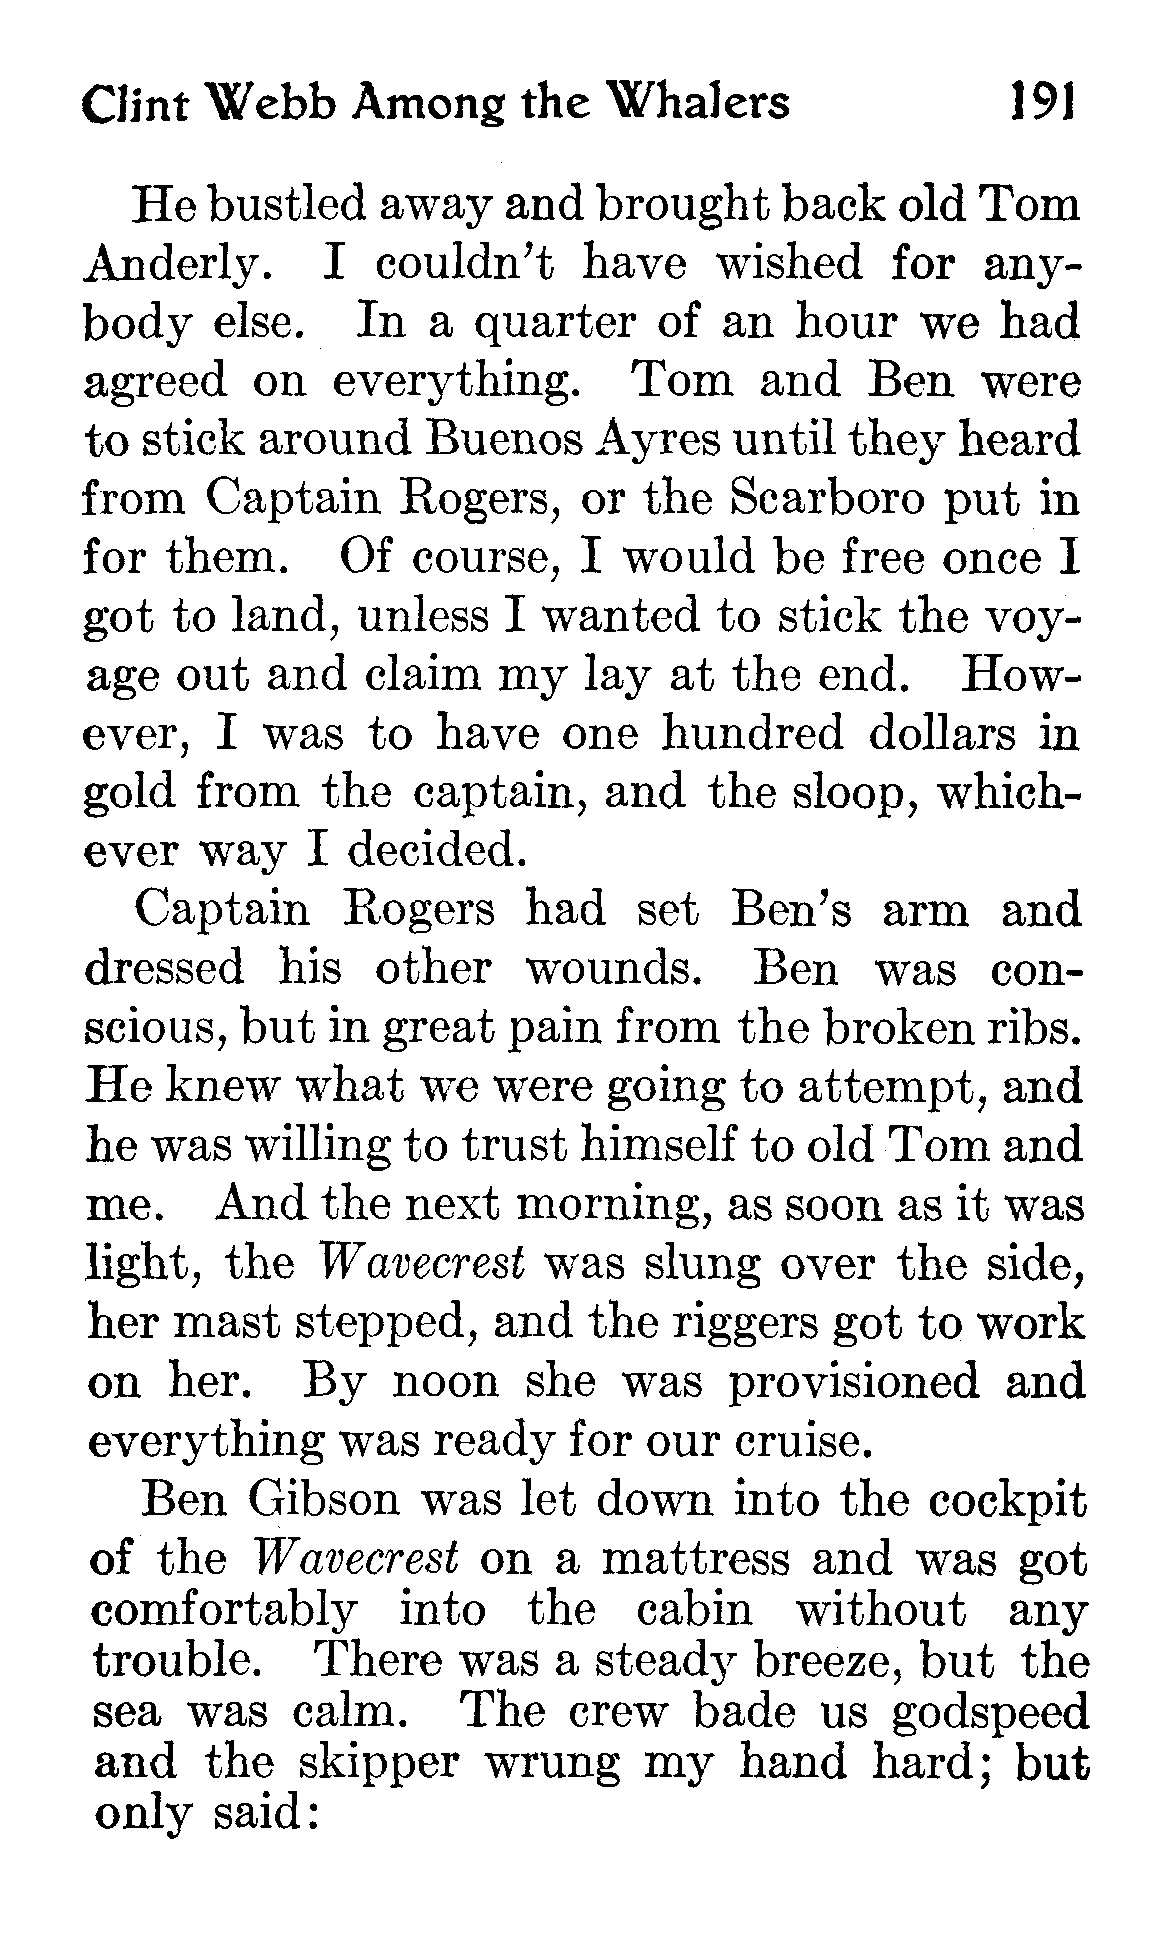 Clint Webb Among the Whalers 191
He bustled away and brought back old Tom
Anderly. I couldn't have wished for any-
body else. In a quarter of an hour we had
agreed on everything. Tom and Ben were
to stick around Buenos Ayres until they heard
from Captain Rogers, or the Scarboro put in
for them. Of course, I would be free once I
got to land, unless I wanted to stick the voy-
age out and claim my lay at the end. How-
ever, I was to have one hundred dollars in
gold from the captain, and the sloop, which-
ever way I decided.
Captain Rogers had set Ben's arm and
dressed his other wounds. Ben was con-
scious, but in great pain from the broken ribs.
He knew what we were going to attempt, and
he was willing to trust himself to old Tom and
me. And the next morning, as soon as it was
light, the Wavecrest was slung over the side,
her mast stepped, and the riggers got to work
on her. By noon she was provisioned and
everything was ready for our cruise.
Ben Gibson was let down into the cockpit
of the Wavecrest on a mattress and was got
comfortably into the cabin without any
trouble. There was a steady breeze, but the
sea was calm. The crew bade us godspeed
and the skipper wrung my hand hard; but
only said: